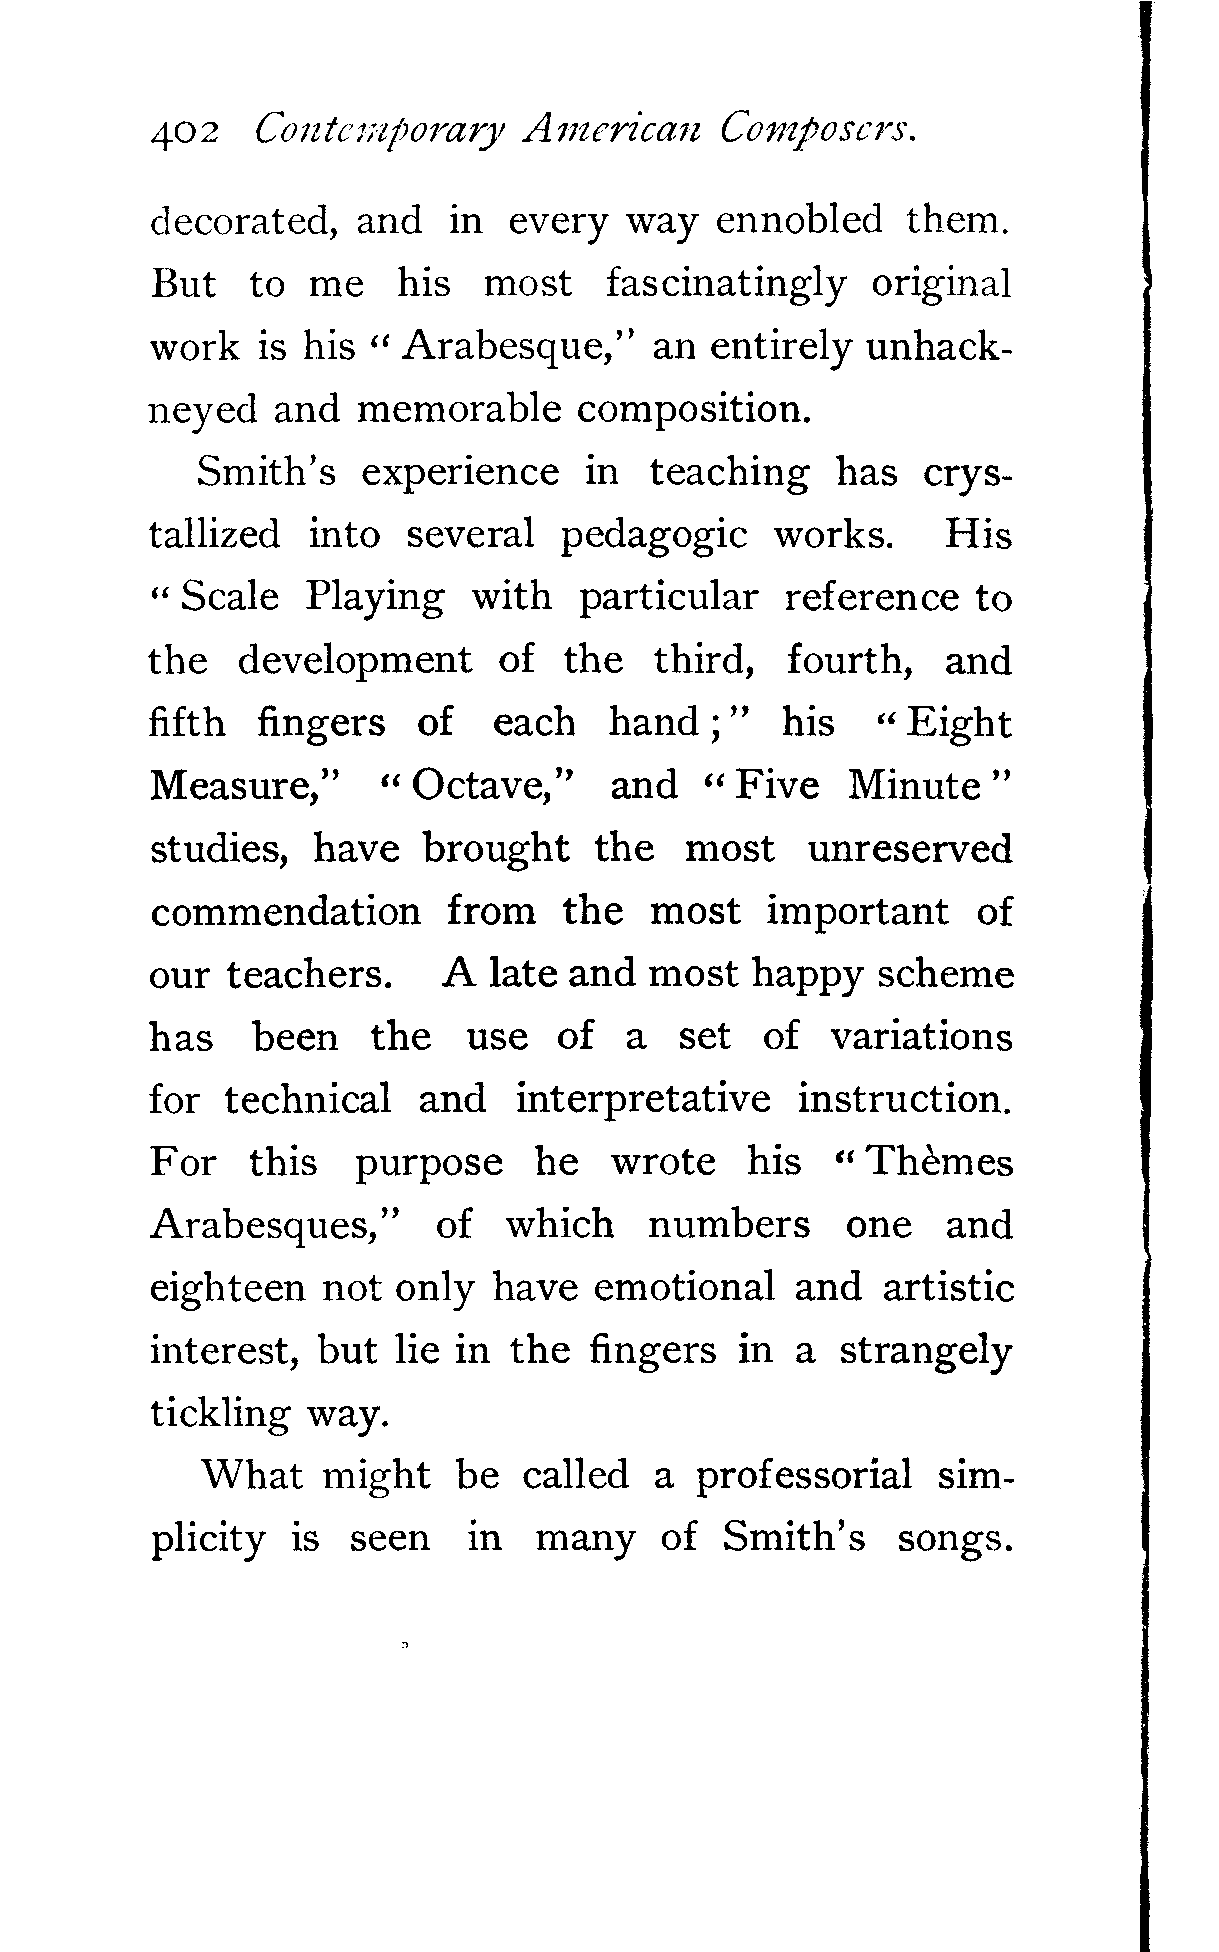 402 Contemporary American Composers.
decorated, and in every way ennobled them.
But to me his most fascinatingly original
work is his “ Arabesque,” an entirely unhack-
neyed and memorable composition.
Smith’s experience in teaching has crys-
tallized into several pedagogic works. His
“ Scale Playing with particular reference to
the development of the third, fourth, and
fifth fingers of each hand ; ” his “ Eight
Measure,” “ Octave,” and “ Five Minute ”
studies, have brought the most unreserved
commendation from the most important of
our teachers. A late and most happy scheme
has been the use of a set of variations
for technical and interpretative instruction.
For this purpose he wrote his “ Thèmes
Arabesques,” of which numbers one and
eighteen not only have emotional and artistic
interest, but lie in the fingers in a strangely
tickling way.
What might be called a professorial sim-
plicity is seen in many of Smith’s songs.